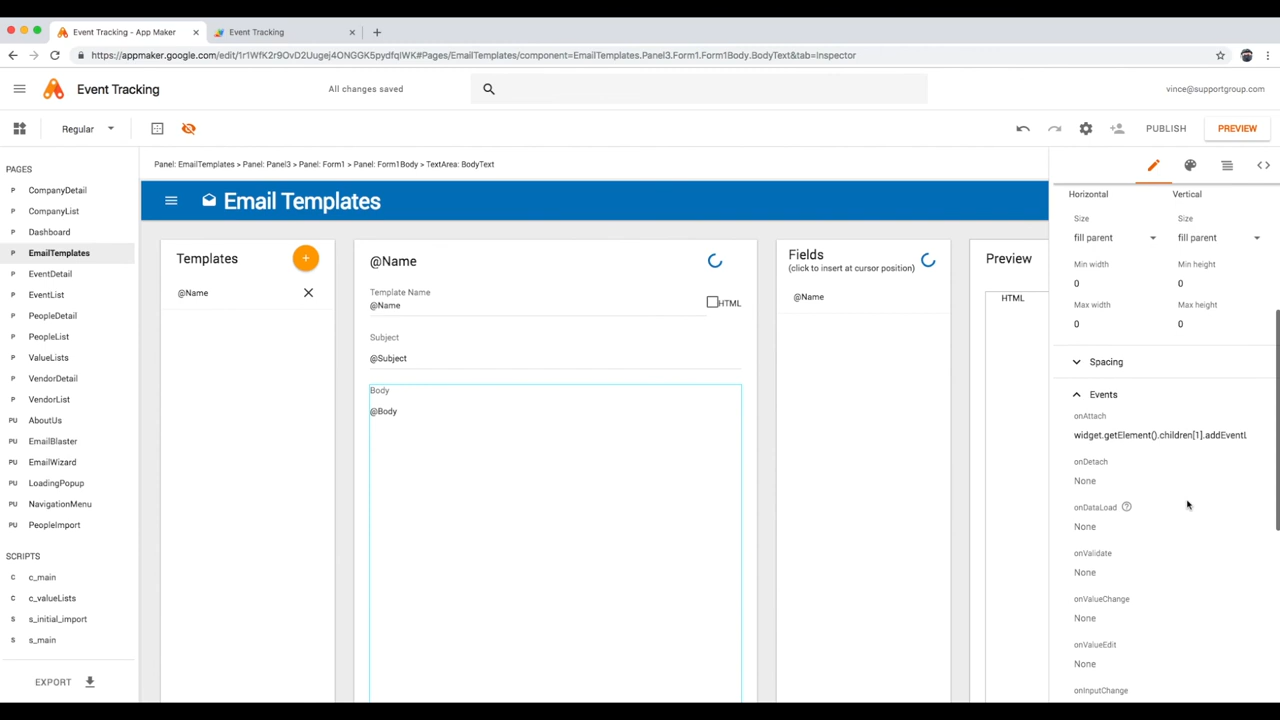 Event Tracking - App Maker
Event Tracking
https://appmaker.google.com/edit/1r1WfK2r9OvD2Uugej4ONGGK5pydfqIWK#Pages/EmailTemplates/component=EmailTemplates.Panel3.Form1.Form1Body.BodyText&tab=Inspector
Event Tracking
All changes saved
vince@supportgroup.com
Regular
PUBLISH
PREVIEW
PAGES
P CompanyDetail
P CompanyList
P Dashboard
P EmailTemplates
P EventDetail
P EventList
P PeopleDetail
P PeopleList
P ValueLists
P VendorDetail
P VendorList
PU AboutUs
PU EmailBlaster
PU EmailWizard
PU LoadingPopup
PU NavigationMenu
PU PeopleImport
SCRIPTS
C c_main
C c_valueLists
S s_initial_import
S s_main
EXPORT
Panel: EmailTemplates > Panel: Panel3 > Panel: Form1 > Panel: Form1Body > TextArea: BodyText
Email Templates
Templates
+
@Name
@Name
Template Name
@Name
HTML
Subject
@Subject
Body
@Body
Fields
(click to insert at cursor position)
@Name
Preview
HTML
Horizontal Vertical
Size Size
fill parent fill parent
Min width Min height
0 0
Max width Max height
0 0
Spacing
Events
onAttach
widget.getElement().children[1].addEventL
onDetach
None
onDataLoad
None
onValidate
None
onValueChange
None
onValueEdit
None
onInputChange